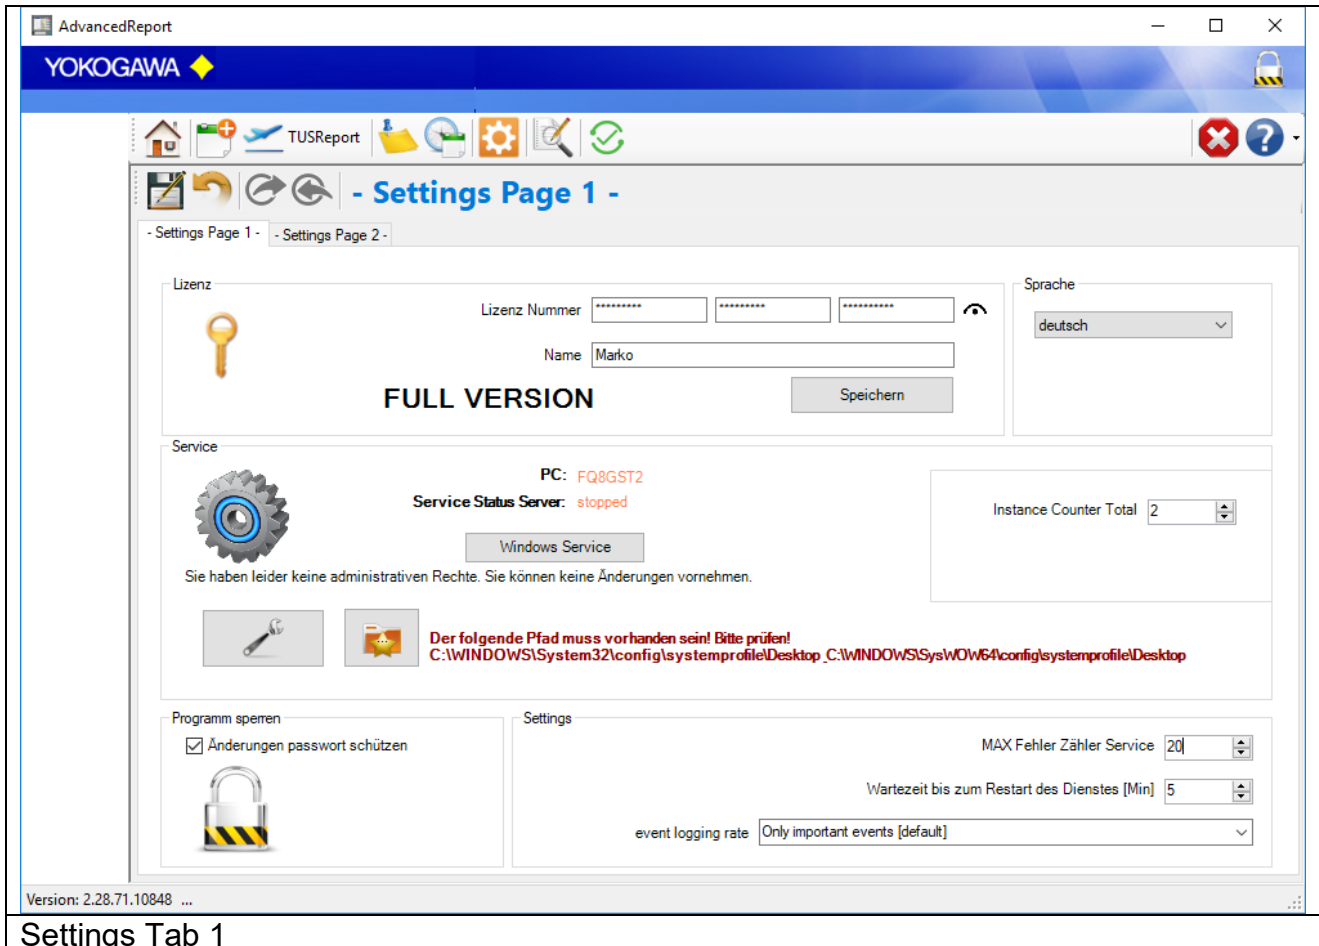 AdvancedReport
YOKOGAWA
TUSReport
- Settings Page 1 -
- Settings Page 1 - - Settings Page 2 -
Lizenz
Sprache
Lizenz Nummer ********* ********* **********
deutsch
Name Marko
FULL VERSION
Speichern
Service
PC: FQ8GST2
Service Status Server: stopped
Instance Counter Total 2
Windows Service
Sie haben leider keine administrativen Rechte. Sie können keine Änderungen vornehmen.
Der folgende Pfad muss vorhanden sein! Bitte prüfen!
C:\WINDOWS\System32\config\systemprofile\Desktop _C:\WINDOWS\SysWOW64\config\systemprofile\Desktop
Programm sperren
Settings
Änderungen passwort schützen
MAX Fehler Zähler Service 20
Wartezeit bis zum Restart des Dienstes [Min] 5
event logging rate Only important events [default]
Version: 2.28.71.10848 ...
Settings Tab 1